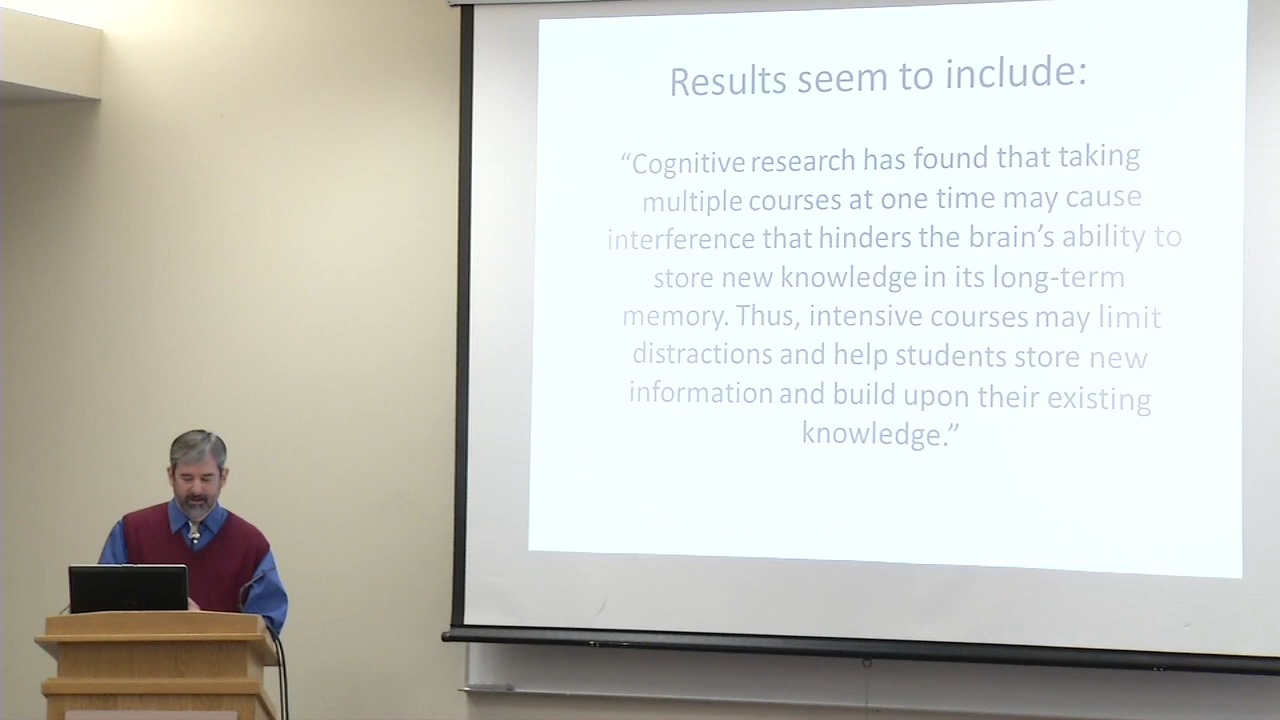 Results seem to include:
“Cognitive research has found that taking
multiple courses at one time may cause
interference that hinders the brain’s ability to
store new knowledge in its long-term
memory. Thus, intensive courses may limit
distractions and help students store new
information and build upon their existing
knowledge.”